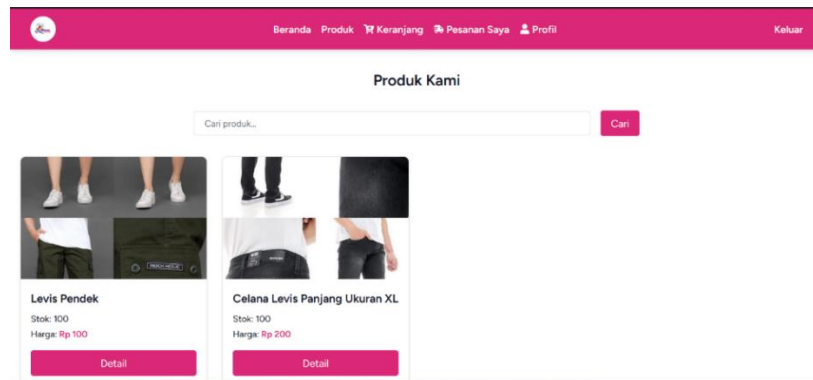 Beranda Produk Keranjang Pesanan Saya Profil Keluar
Produk Kami
Cari produk... Cari
Levis Pendek
Stok: 100
Harga: Rp 100
Detail
Celana Levis Panjang Ukuran XL
Stok: 100
Harga: Rp 200
Detail